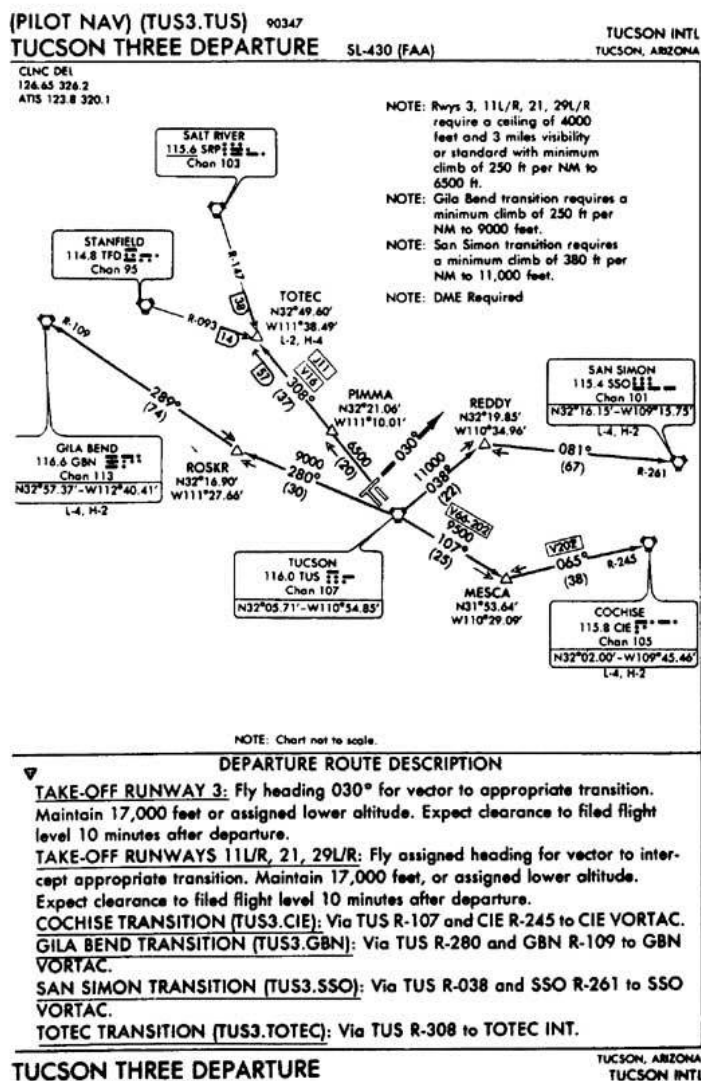 (PILOT NAV) (TUS3.TUS) 90347
TUCSON THREE DEPARTURE SL-430 (FAA)
TUCSON INTL
TUCSON, ARIZONA
CLNC DEL
126.65 326.2
ATIS 123.8 320.1
NOTE: Rwys 3, 11L/R, 21, 29L/R
require a ceiling of 4000
feet and 3 miles visibility
or standard with minimum
climb of 250 ft per NM to
6500 ft.
NOTE: Gila Bend transition requires a
minimum climb of 250 ft per
NM to 9000 feet.
NOTE: San Simon transition requires
a minimum climb of 380 ft per
NM to 11,000 feet.
NOTE: DME Required
SALT RIVER
115.6 SRP
Chan 103
STANFIELD
114.8 TFD
Chan 95
R-147
38
R-093
14
TOTEC
N32°49.60'
W111°38.49'
L-2, H-4
R-109
289°
(74)
57
308°
(37)
J11
V16
PIMMA
N32°21.06'
W111°10.01'
6500
(20)
030°
REDDY
N32°19.85'
W110°34.96'
SAN SIMON
115.4 SSO
Chan 101
N32°16.15'-W109°15.75'
L-4, H-2
081°
(67)
R-261
GILA BEND
116.6 GBN
Chan 113
N32°57.37'-W112°40.41'
L-4, H-2
ROSKR
N32°16.90'
W111°27.66'
9000
280°
(30)
11000
038°
(22)
V66-202
9500
107°
(25)
TUCSON
116.0 TUS
Chan 107
N32°05.71'-W110°54.85'
MESCA
N31°53.64'
W110°29.09'
V202
065°
(38)
R-245
COCHISE
115.8 CIE
Chan 105
N32°02.00'-W109°45.46'
L-4, H-2
NOTE: Chart not to scale.
DEPARTURE ROUTE DESCRIPTION
TAKE-OFF RUNWAY 3: Fly heading 030° for vector to appropriate transition.
Maintain 17,000 feet or assigned lower altitude. Expect clearance to filed flight
level 10 minutes after departure.
TAKE-OFF RUNWAYS 11L/R, 21, 29L/R: Fly assigned heading for vector to inter-
cept appropriate transition. Maintain 17,000 feet, or assigned lower altitude.
Expect clearance to filed flight level 10 minutes after departure.
COCHISE TRANSITION (TUS3.CIE): Via TUS R-107 and CIE R-245 to CIE VORTAC.
GILA BEND TRANSITION (TUS3.GBN): Via TUS R-280 and GBN R-109 to GBN
VORTAC.
SAN SIMON TRANSITION (TUS3.SSO): Via TUS R-038 and SSO R-261 to SSO
VORTAC.
TOTEC TRANSITION (TUS3.TOTEC): Via TUS R-308 to TOTEC INT.
TUCSON THREE DEPARTURE
TUCSON, ARIZONA
TUCSON INTL